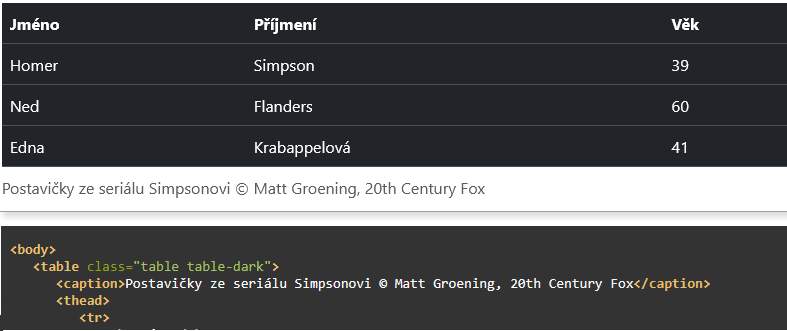 Jméno Příjmení Věk
Homer Simpson 39
Ned Flanders 60
Edna Krabappelová 41
Postavičky ze seriálu Simpsonovi © Matt Groening, 20th Century Fox
<body>
<table class="table table-dark">
<caption>Postavičky ze seriálu Simpsonovi © Matt Groening, 20th Century Fox</caption>
<thead>
<tr>